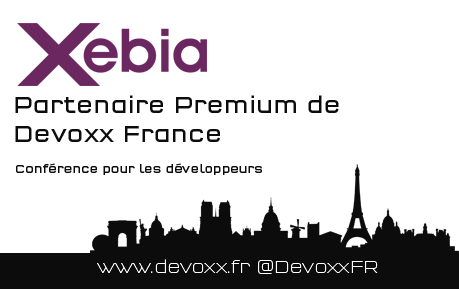 Xebia
Partenaire Premium de
Devoxx France
Conférence pour les développeurs
www.devoxx.fr @DevoxxFR